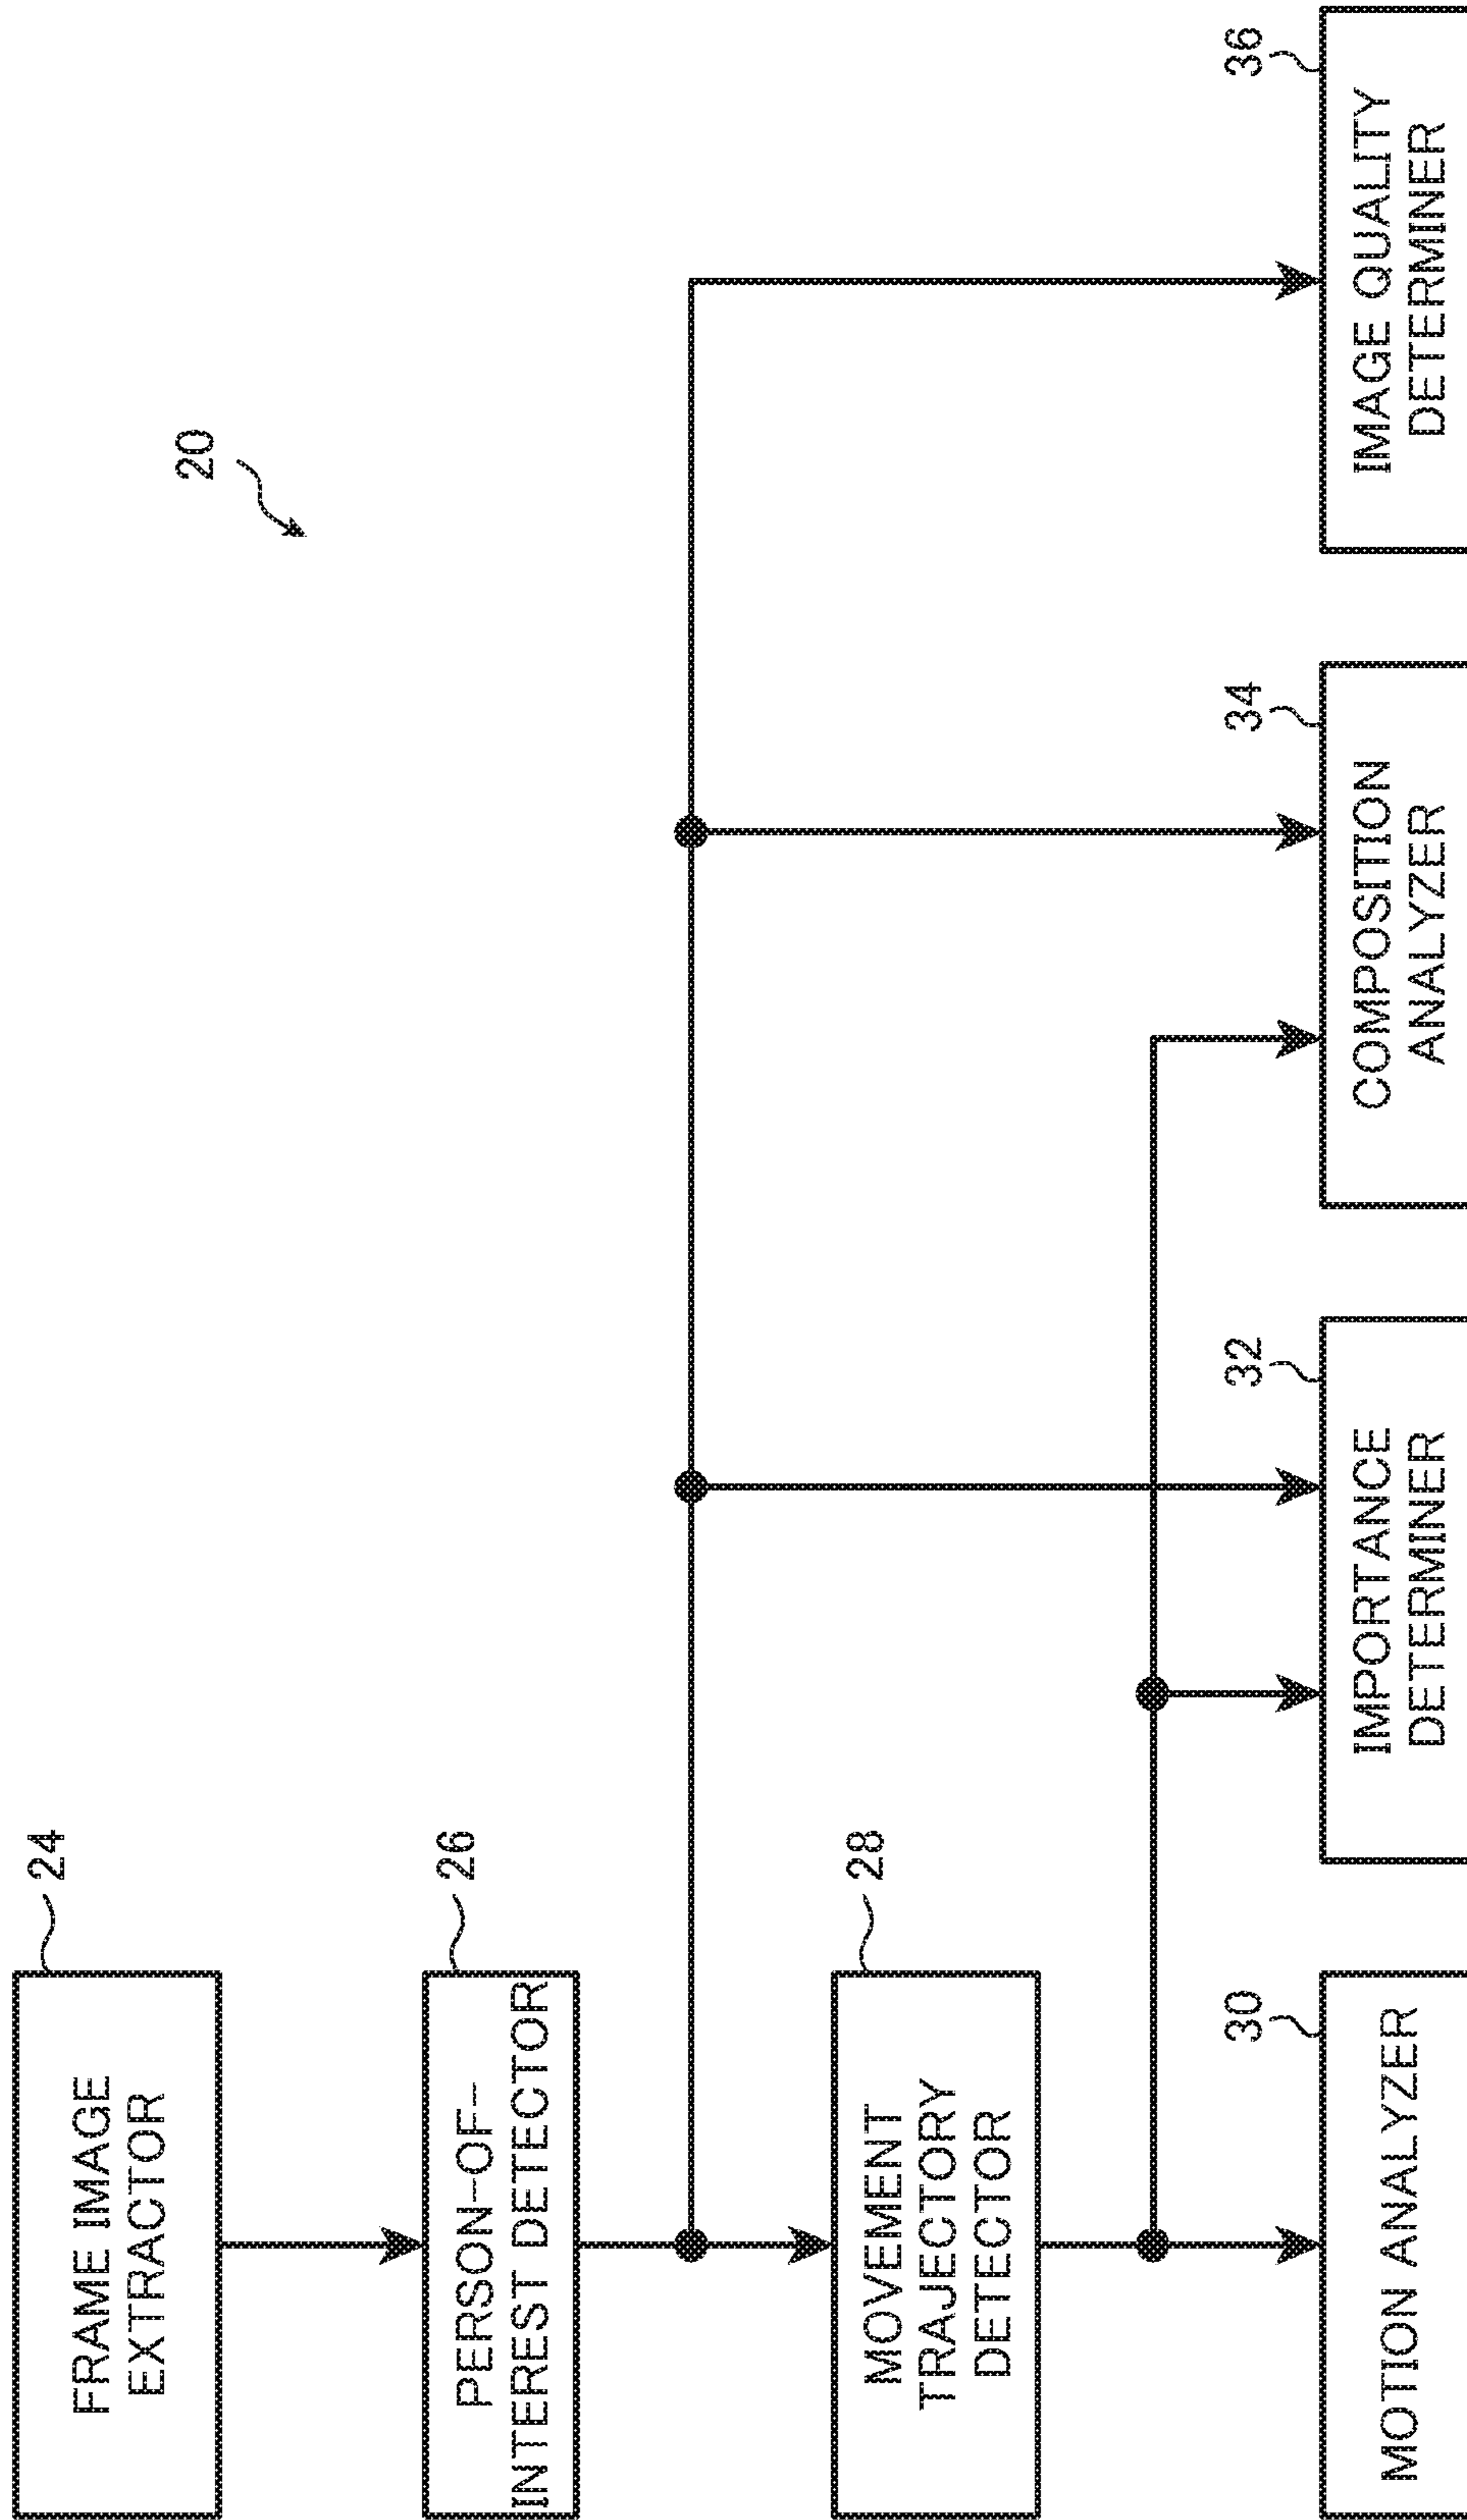 20
24
FRAME IMAGE
EXTRACTOR
26
PERSON-OF-
INTEREST DETECTOR
28
MOVEMENT
TRAJECTORY
DETECTOR
30
MOTION ANALYZER
32
IMPORTANCE
DETERMINER
34
COMPOSITION
ANALYZER
36
IMAGE QUALITY
DETERMINER